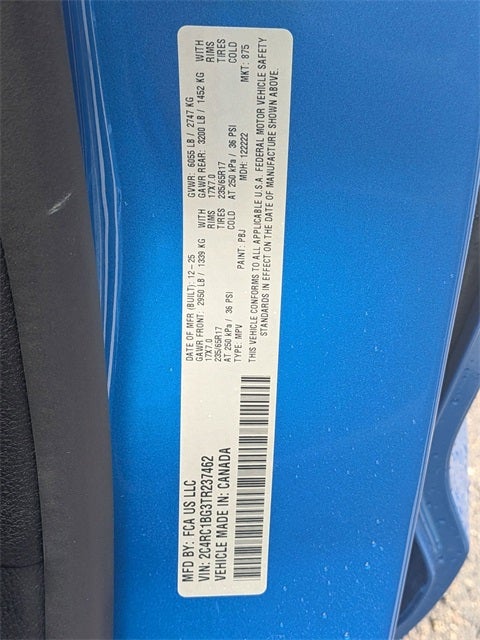 MFD BY: FCA US LLC
VIN: 2C4RC1BG3TR237462
VEHICLE MADE IN: CANADA
DATE OF MFR (BUILT): 12-25 GVWR: 6055 LB / 2747 KG
GAWR FRONT: 2950 LB / 1339 KG WITH GAWR REAR: 3200 LB / 1452 KG WITH
17X7.0 RIMS 17X7.0 RIMS
235/65R17 TIRES 235/65R17 TIRES
AT 250 kPa / 36 PSI COLD AT 250 kPa / 36 PSI COLD
TYPE: MPV PAINT: PBJ MDH: 122222 MKT: 875
THIS VEHICLE CONFORMS TO ALL APPLICABLE U.S.A. FEDERAL MOTOR VEHICLE SAFETY
STANDARDS IN EFFECT ON THE DATE OF MANUFACTURE SHOWN ABOVE.